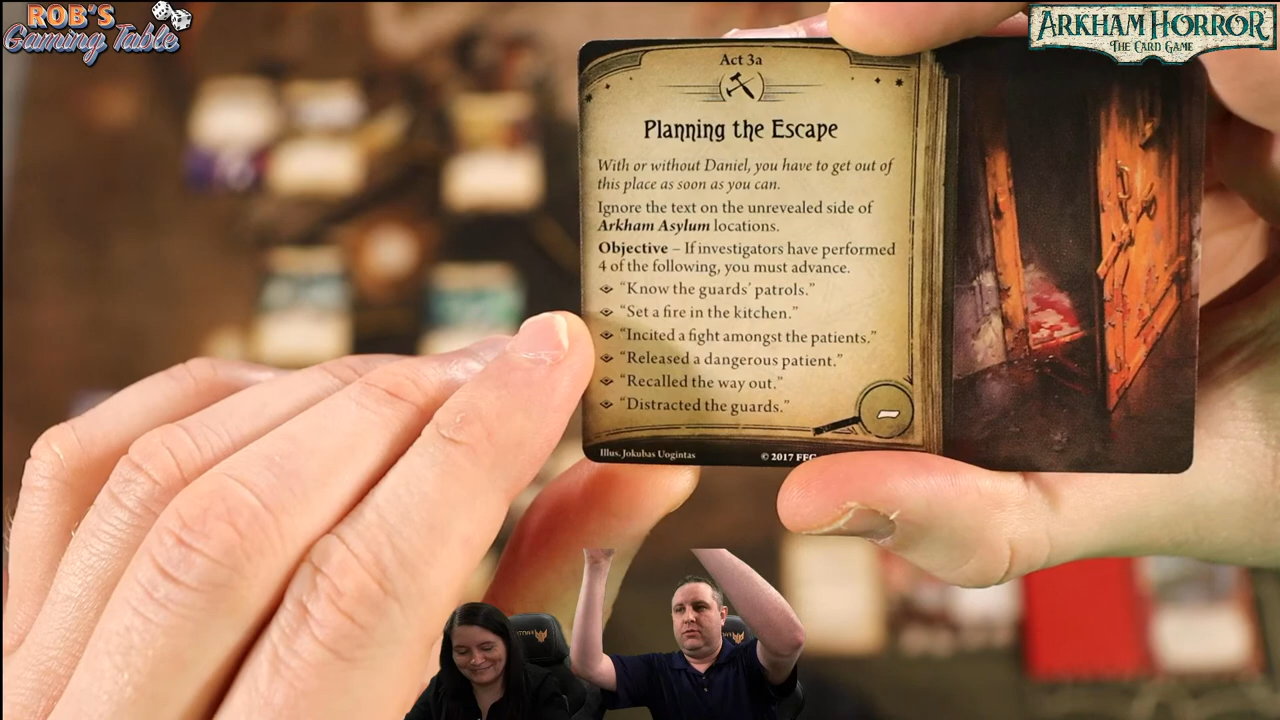 ROB'S
Gaming Table
ARKHAM HORROR
THE CARD GAME
Act 3a
Planning the Escape
With or without Daniel, you have to get out of
this place as soon as you can.
Ignore the text on the unrevealed side of
Arkham Asylum locations.
Objective – If investigators have performed
4 of the following, you must advance.
“Know the guards’ patrols.”
“Set a fire in the kitchen.”
“Incited a fight amongst the patients.”
“Released a dangerous patient.”
“Recalled the way out.”
“Distracted the guards.”
-
Illus. Jokubas Uogintas
© 2017 FFG